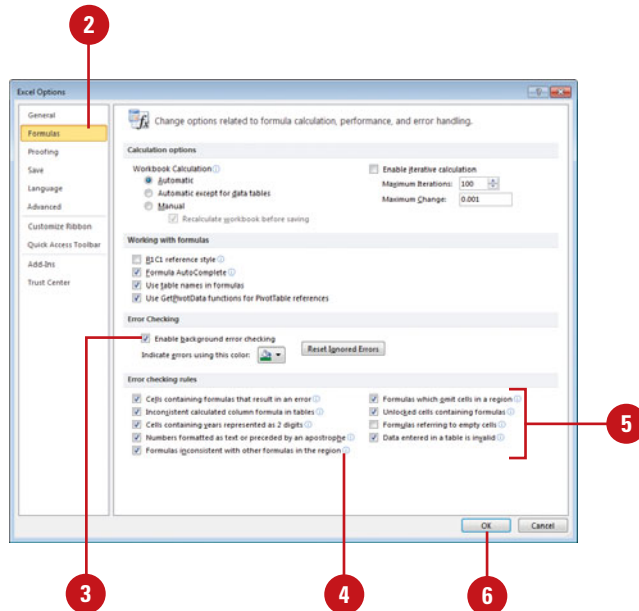 2
Excel Options
General
Formulas
Proofing
Save
Language
Advanced
Customize Ribbon
Quick Access Toolbar
Add-Ins
Trust Center
Change options related to formula calculation, performance, and error handling.
Calculation options
Workbook Calculation
Automatic
Automatic except for data tables
Manual
Recalculate workbook before saving
Enable iterative calculation
Maximum Iterations: 100
Maximum Change: 0.001
Working with formulas
R1C1 reference style
Formula AutoComplete
Use table names in formulas
Use GetPivotData functions for PivotTable references
Error Checking
Enable background error checking
Indicate errors using this color:
Reset Ignored Errors
Error checking rules
Cells containing formulas that result in an error
Inconsistent calculated column formula in tables
Cells containing years represented as 2 digits
Numbers formatted as text or preceded by an apostrophe
Formulas inconsistent with other formulas in the region
Formulas which omit cells in a region
Unlocked cells containing formulas
Formulas referring to empty cells
Data entered in a table is invalid
5
OK
Cancel
3
4
6